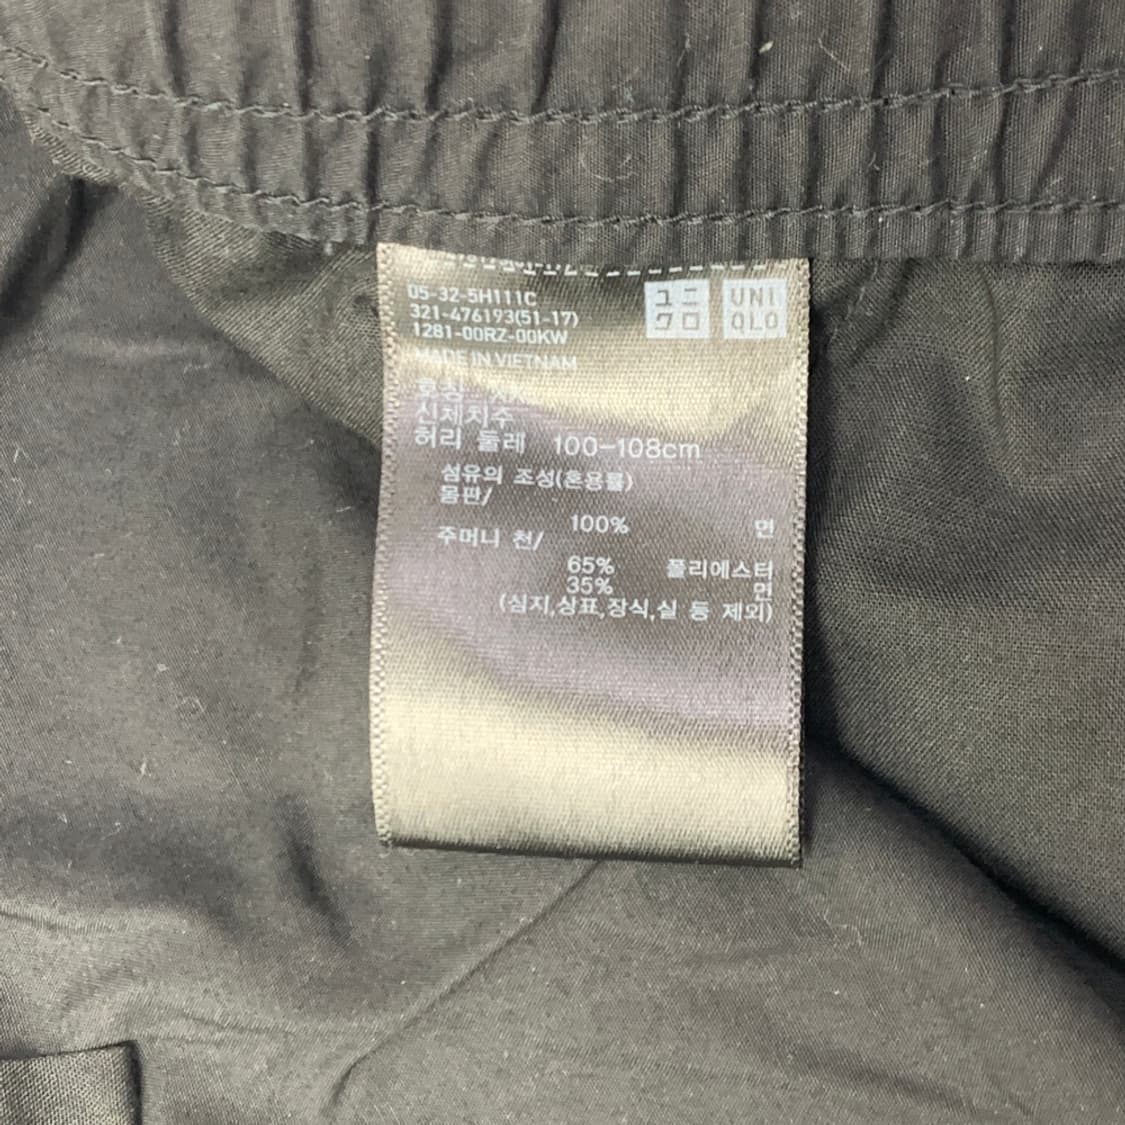 05-32-5H111C
321-476193(51-17)
1281-00RZ-00KW
ユニ
クロ
UNI
QLO
MADE IN VIETNAM
호칭
신체치수
허리 둘레 100-108cm
섬유의 조성(혼용률)
몸판/
100% 면
주머니 천/
65% 폴리에스터
35% 면
(심지,상표,장식,실 등 제외)